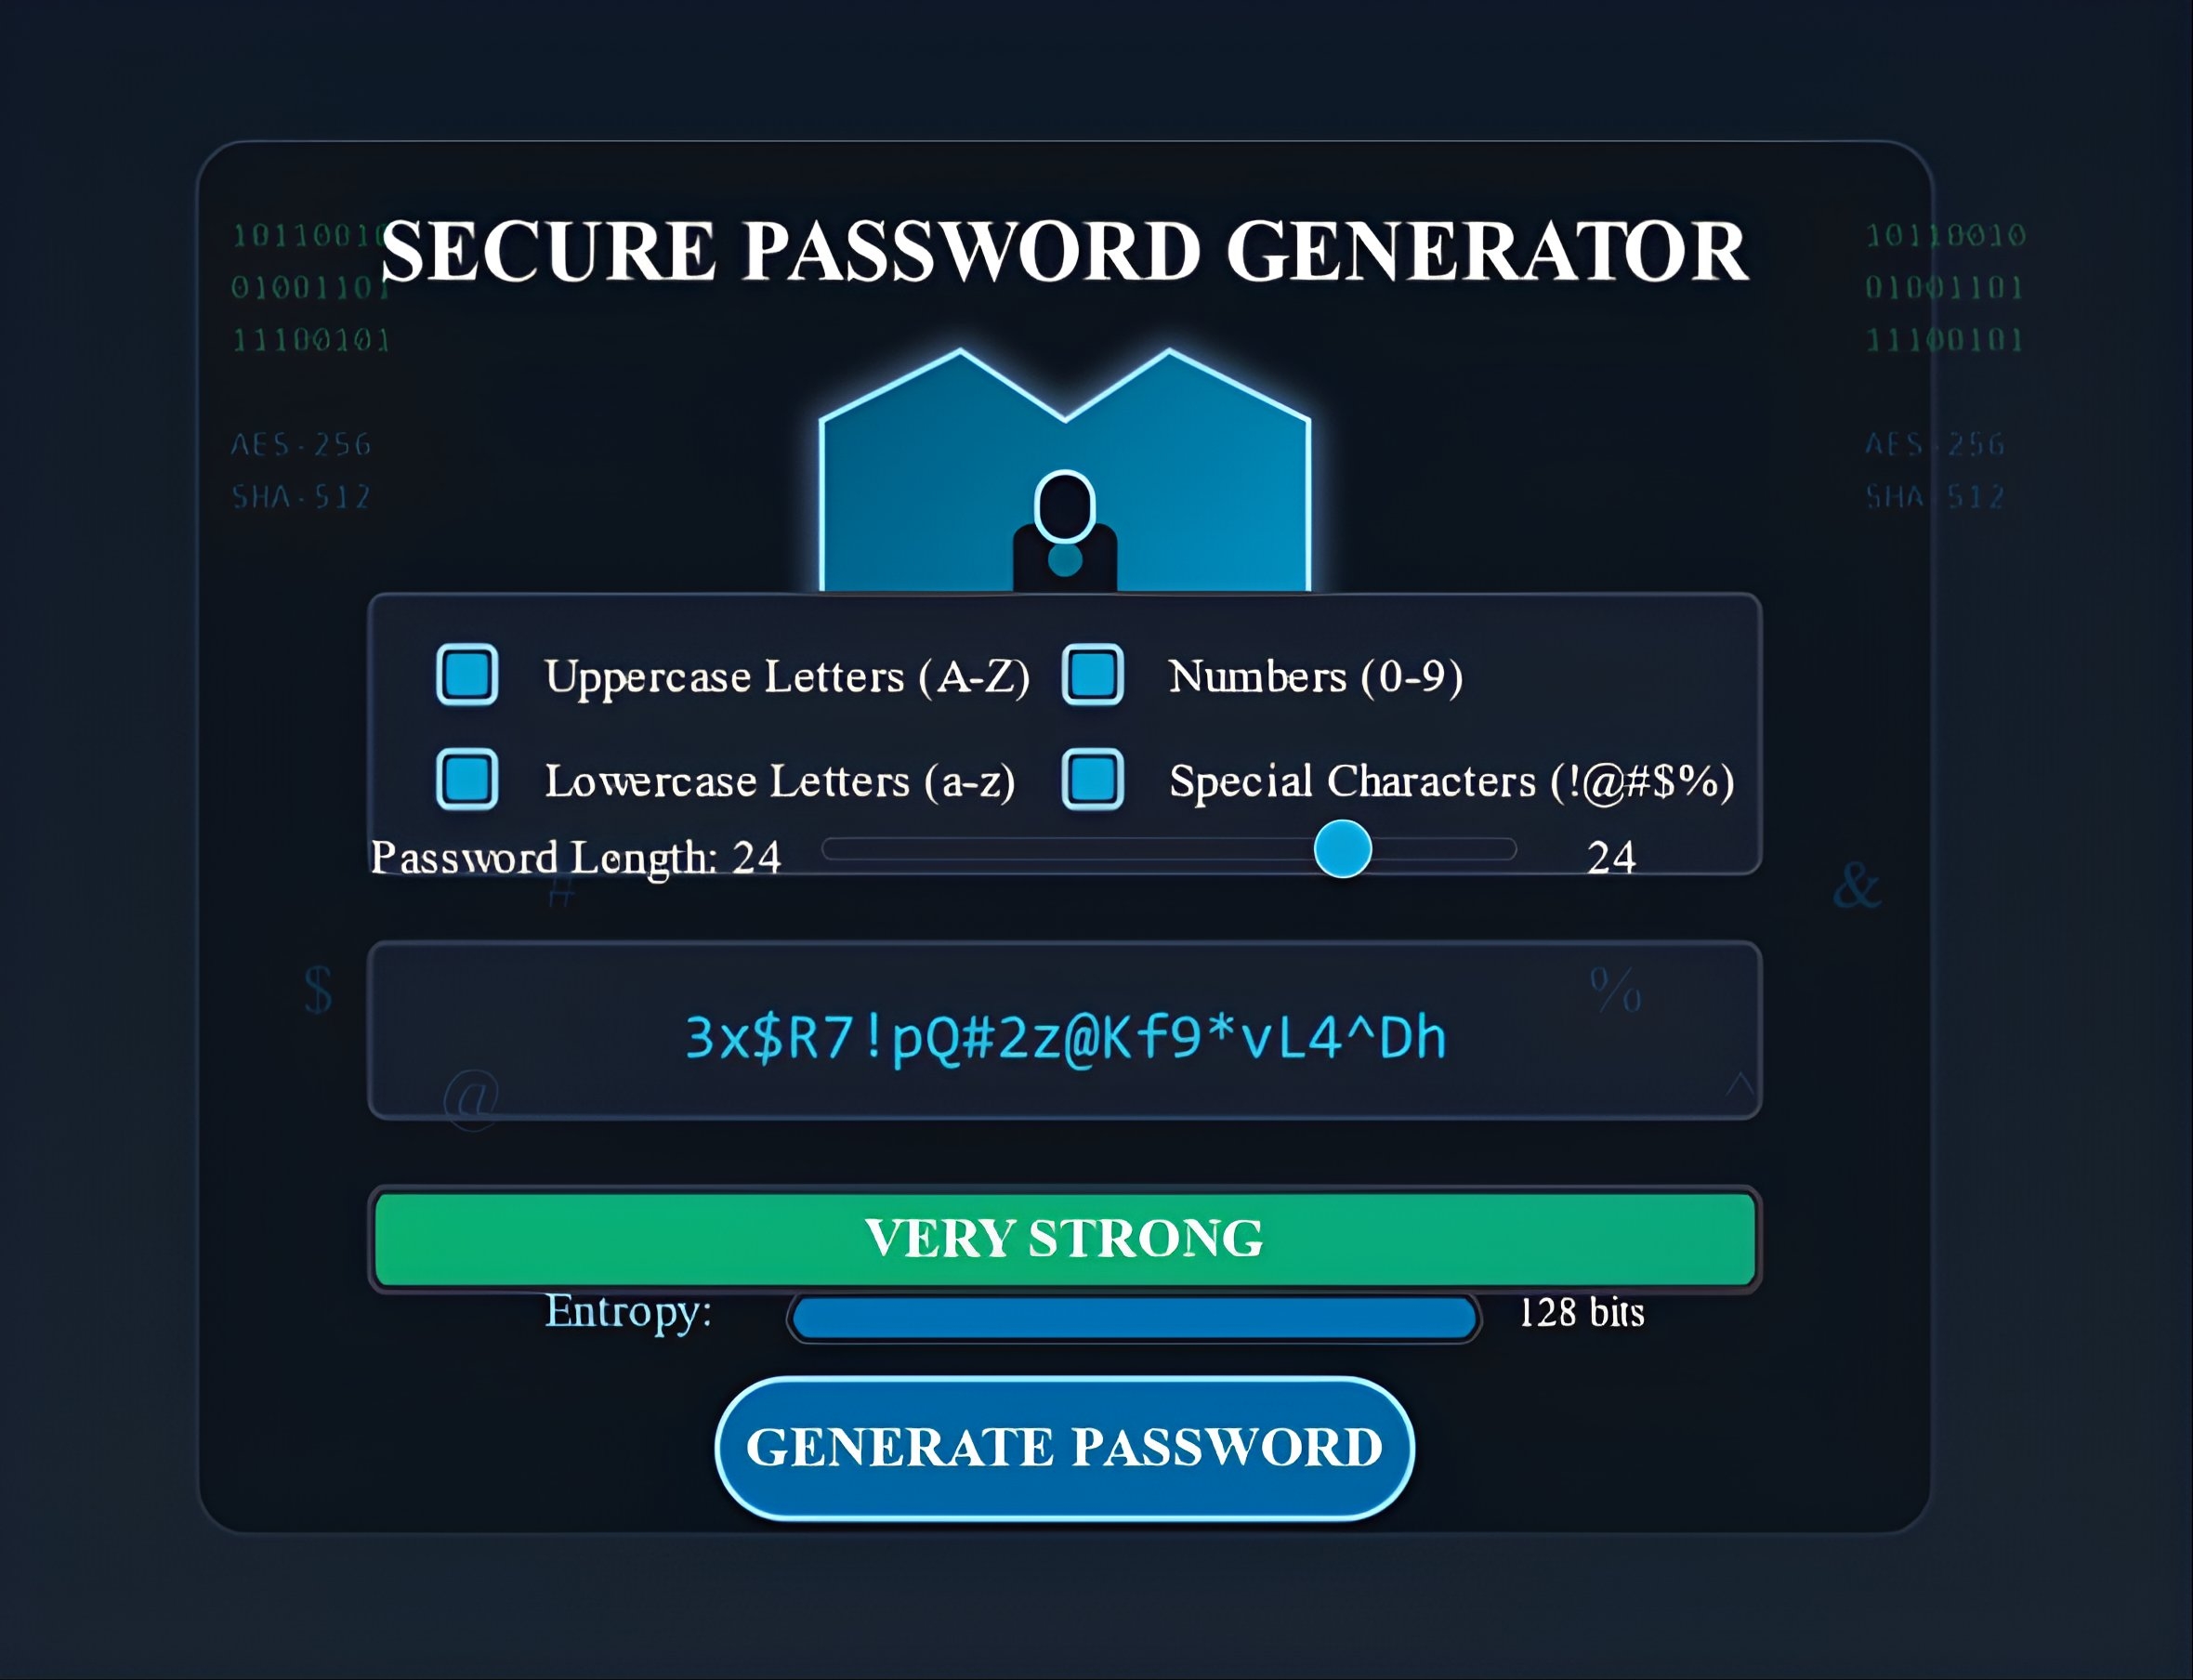 SECURE PASSWORD GENERATOR
10110010
10110010
01001101
01001101
11100101
11100101
AES-256
AES-256
SHA-512
SHA 512
Uppercase Letters (A-Z)
Numbers (0-9)
Lowercase Letters (a-z)
Special Characters (!@#$%)
Password Length: 24
24
#
&
$
%
3x$R7!pQ#2z@Kf9*vL4^Dh
@
^
VERY STRONG
Entropy:
128 bits
GENERATE PASSWORD